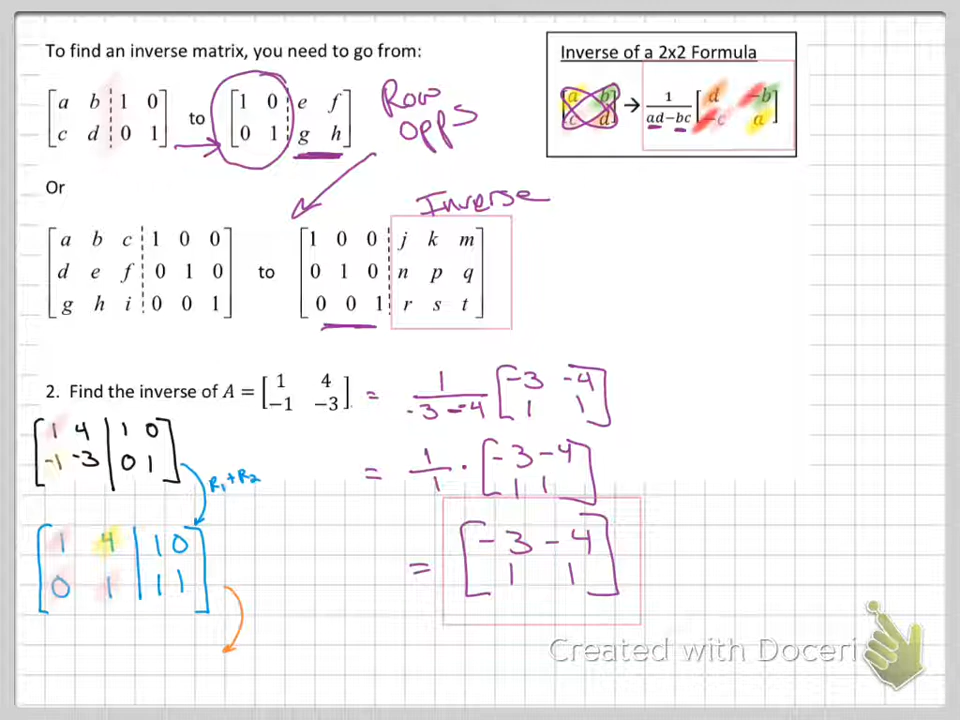 To find an inverse matrix, you need to go from:
[a b ¦ 1 0] to [1 0 ¦ e f]
[c d ¦ 0 1] [0 1 ¦ g h]
Row
opps
Inverse of a 2x2 Formula
[a b] → 1 [d −b]
[c d] ad−bc [−c a]
Or
Inverse
[a b c ¦ 1 0 0] [1 0 0 ¦ j k m]
[d e f ¦ 0 1 0] to [0 1 0 ¦ n p q]
[g h i ¦ 0 0 1] [0 0 1 ¦ r s t]
2. Find the inverse of A = [1 4]
[−1 −3].
= 1 [-3 -4]
-3 - -4 [1 1]
[1 4 | 1 0]
[-1 -3 | 0 1]
R1+R2
= 1 · [-3 -4]
1 [1 1]
[1 4 | 1 0]
[0 1 | 1 1]
= [-3 -4]
[1 1]
Created with Doceri